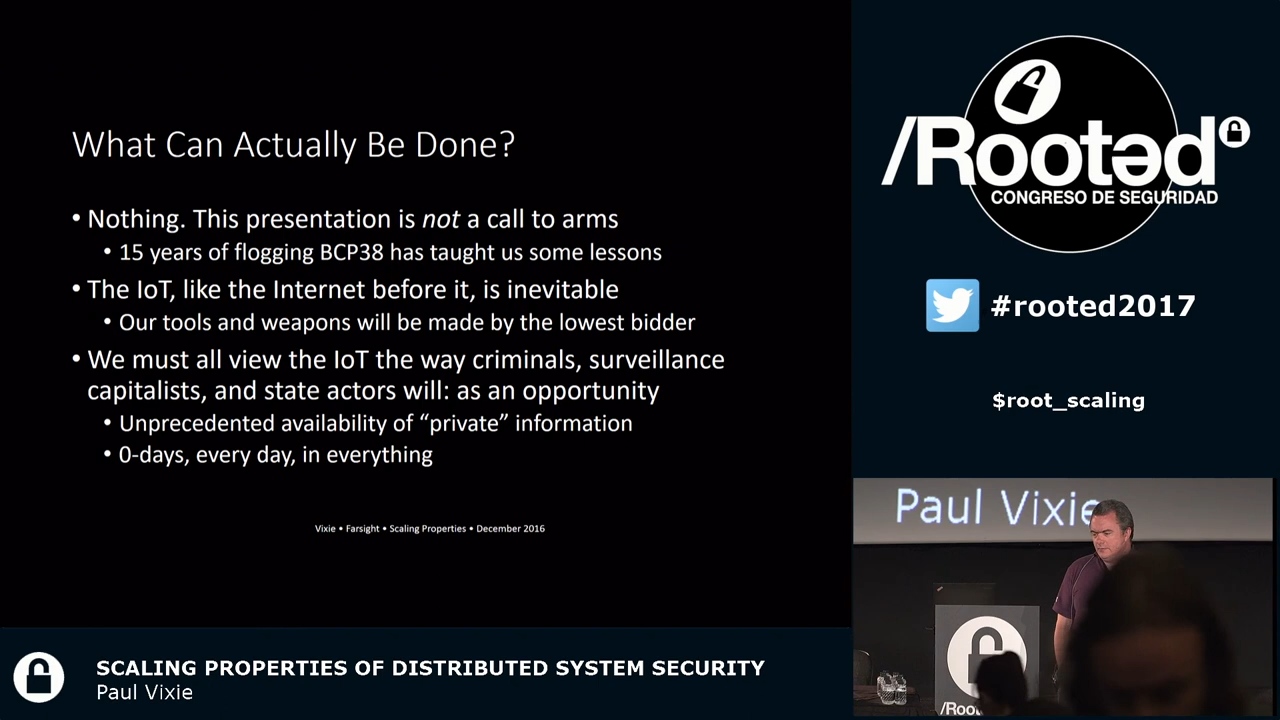 What Can Actually Be Done?
• Nothing. This presentation is not a call to arms
• 15 years of flogging BCP38 has taught us some lessons
• The IoT, like the Internet before it, is inevitable
• Our tools and weapons will be made by the lowest bidder
• We must all view the IoT the way criminals, surveillance
capitalists, and state actors will: as an opportunity
• Unprecedented availability of “private” information
• 0-days, every day, in everything
Vixie • Farsight • Scaling Properties • December 2016
/Rootəd
CONGRESO DE SEGURIDAD
#rooted2017
$root_scaling
Paul Vixie
/Root
SCALING PROPERTIES OF DISTRIBUTED SYSTEM SECURITY
Paul Vixie